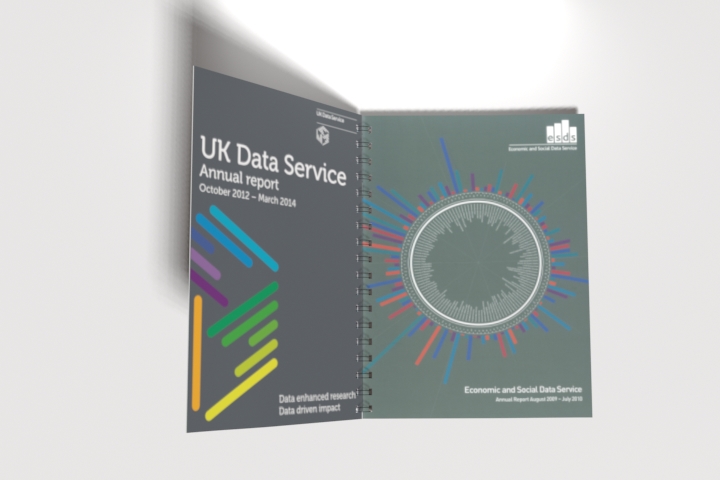 UK Data Service
UK Data Service
Annual report
October 2012 – March 2014
Data enhanced research
Data driven impact
esds
Economic and Social Data Service
Economic and Social Data Service
Annual Report August 2009 – July 2010